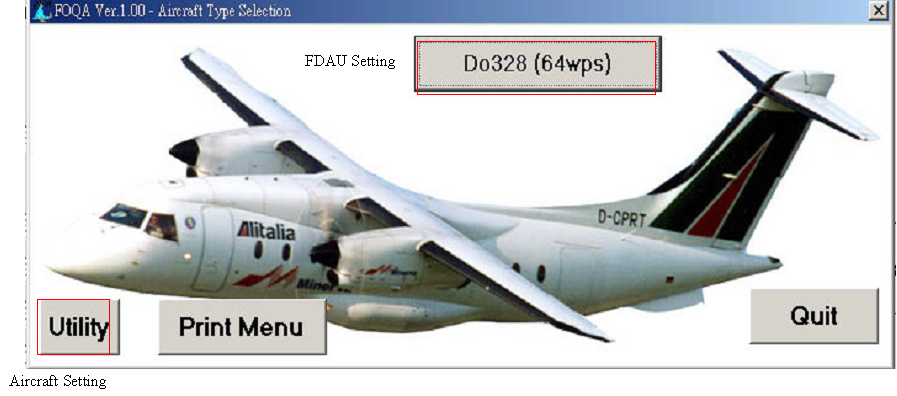 FOQA Ver.1.00 - Aircraft Type Selection
FDAU Setting
Do328 (64wps)
D-CPRT
Alitalia
Minerva
Utility
Print Menu
Quit
Aircraft Setting